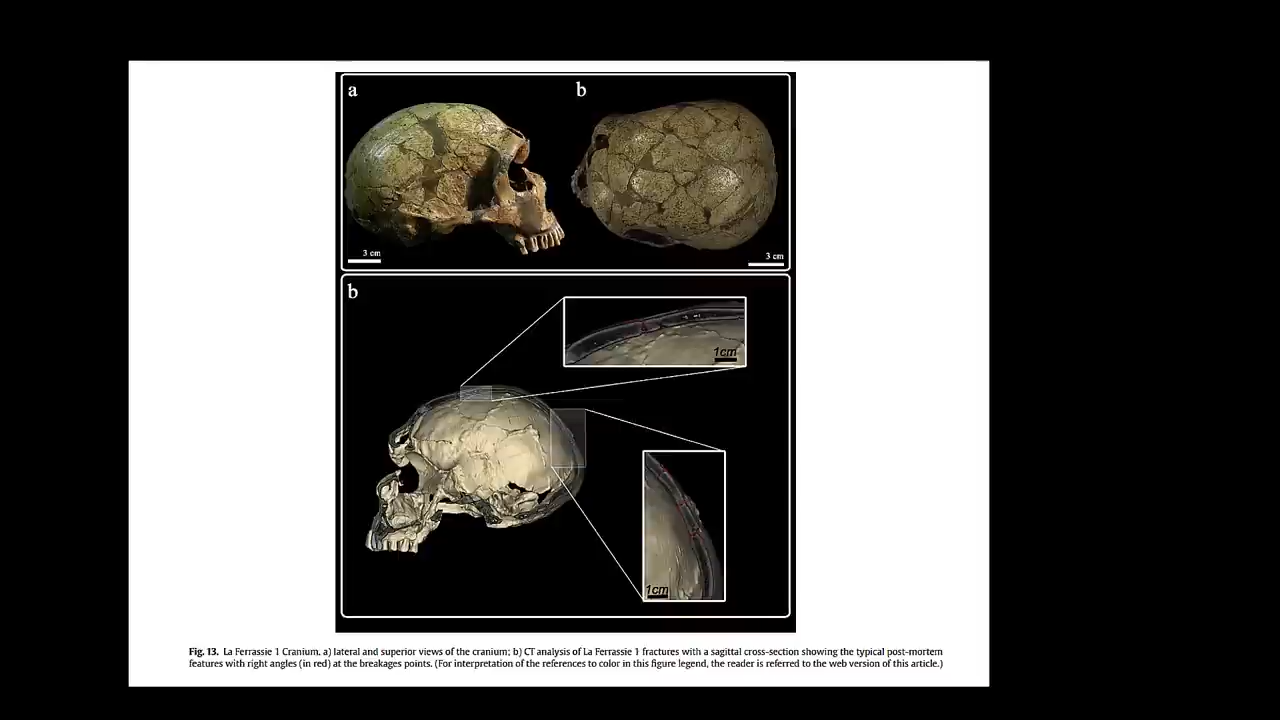 a
b
3 cm
3 cm
b
1cm
1cm
Fig. 13. La Ferrassie 1 Cranium. a) lateral and superior views of the cranium; b) CT analysis of La Ferrassie 1 fractures with a sagittal cross-section showing the typical post-mortem
features with right angles (in red) at the breakages points. (For interpretation of the references to color in this figure legend, the reader is referred to the web version of this article.)